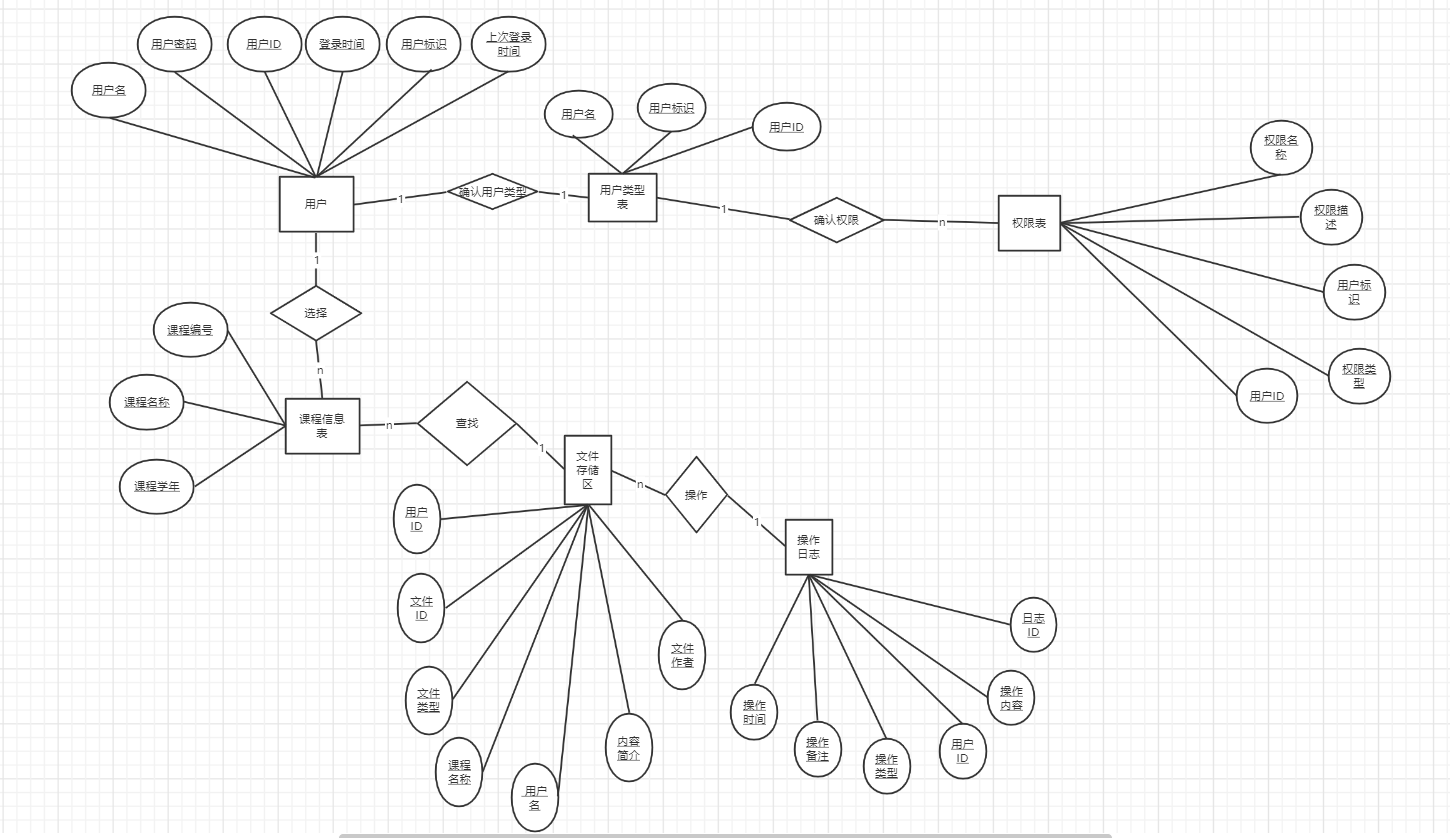 用户密码
用户ID
登录时间
用户标识
上次登录
时间
用户名
用户名
用户标识
用户ID
权限名
称
用户
1
确认用户类型
1
用户类型
表
1
确认权限
n
权限表
权限描
述
用户标
识
权限类
型
用户ID
1
选择
n
课程编号
课程名称
课程学年
课程信息
表
n
查找
1
文件
存储
区
n
操作
1
操作
日志
用户
ID
文件
ID
文件
类型
课程
名称
用户
名
内容
简介
文件
作者
操作
时间
操作
备注
操作
类型
用户
ID
操作
内容
日志
ID